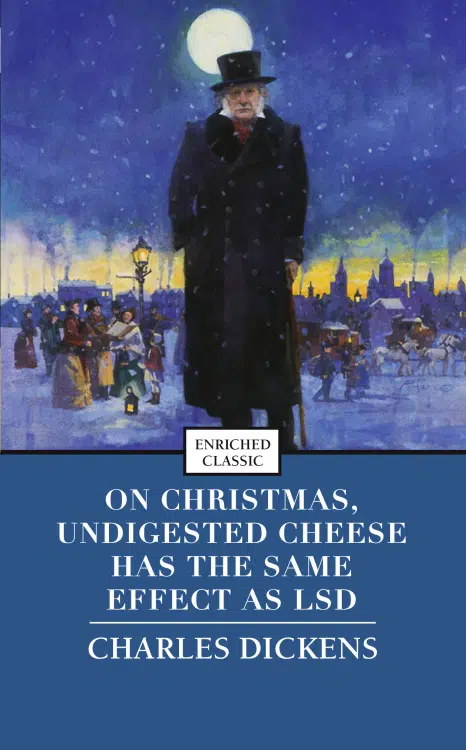 ENRICHED
CLASSIC
ON CHRISTMAS,
UNDIGESTED CHEESE
HAS THE SAME
EFFECT AS LSD
CHARLES DICKENS